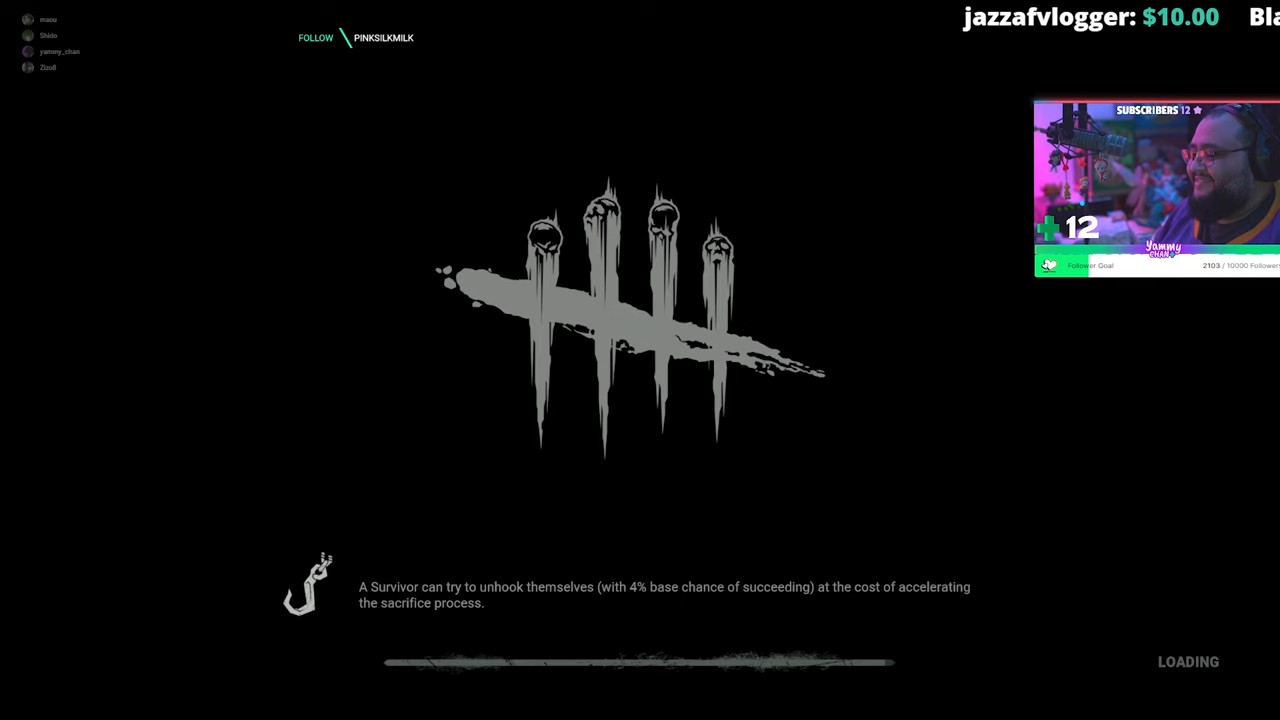 maou
Shido
yammy_chan
Zizo8
FOLLOW \ PINKSILKMILK
jazzafvlogger: $10.00 Bla
SUBSCRIBERS 12
12
Yammy
CHAN
Follower Goal 2103 / 10000 Followers
A Survivor can try to unhook themselves (with 4% base chance of succeeding) at the cost of accelerating
the sacrifice process.
LOADING